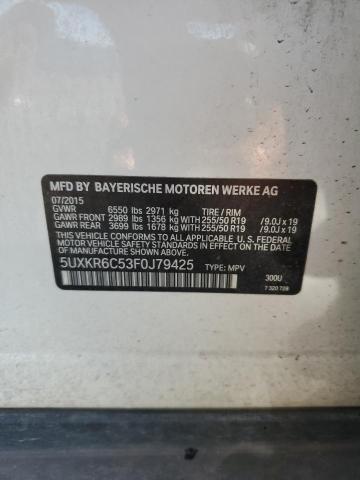 MFD BY BAYERISCHE MOTOREN WERKE AG
07/2015
GVWR 6550 lbs 2971 kg TIRE / RIM
GAWR FRONT 2989 lbs 1356 kg WITH 255/50 R19 /9.0J x 19
GAWR REAR 3699 lbs 1678 kg WITH 255/50 R19 /9.0J x 19
THIS VEHICLE CONFORMS TO ALL APPLICABLE U.S. FEDERAL
MOTOR VEHICLE SAFETY STANDARDS IN EFFECT ON THE
DATE OF MANUFACTURE SHOWN ABOVE.
5UXKR6C53F0J79425 TYPE: MPV 300U
7 320 728